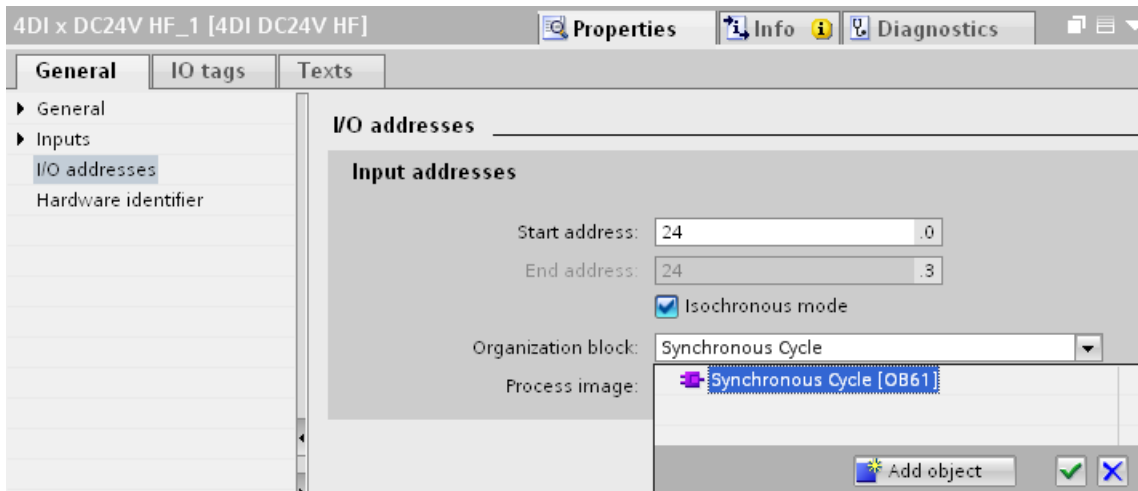 4DI x DC24V HF_1 [4DI DC24V HF]
Properties
Info
Diagnostics
General
IO tags
Texts
General
Inputs
I/O addresses
Hardware identifier
I/O addresses
Input addresses
Start address: 24 .0
End address: 24 .3
Isochronous mode
Organization block: Synchronous Cycle
Process image:
Synchronous Cycle [OB61]
Add object